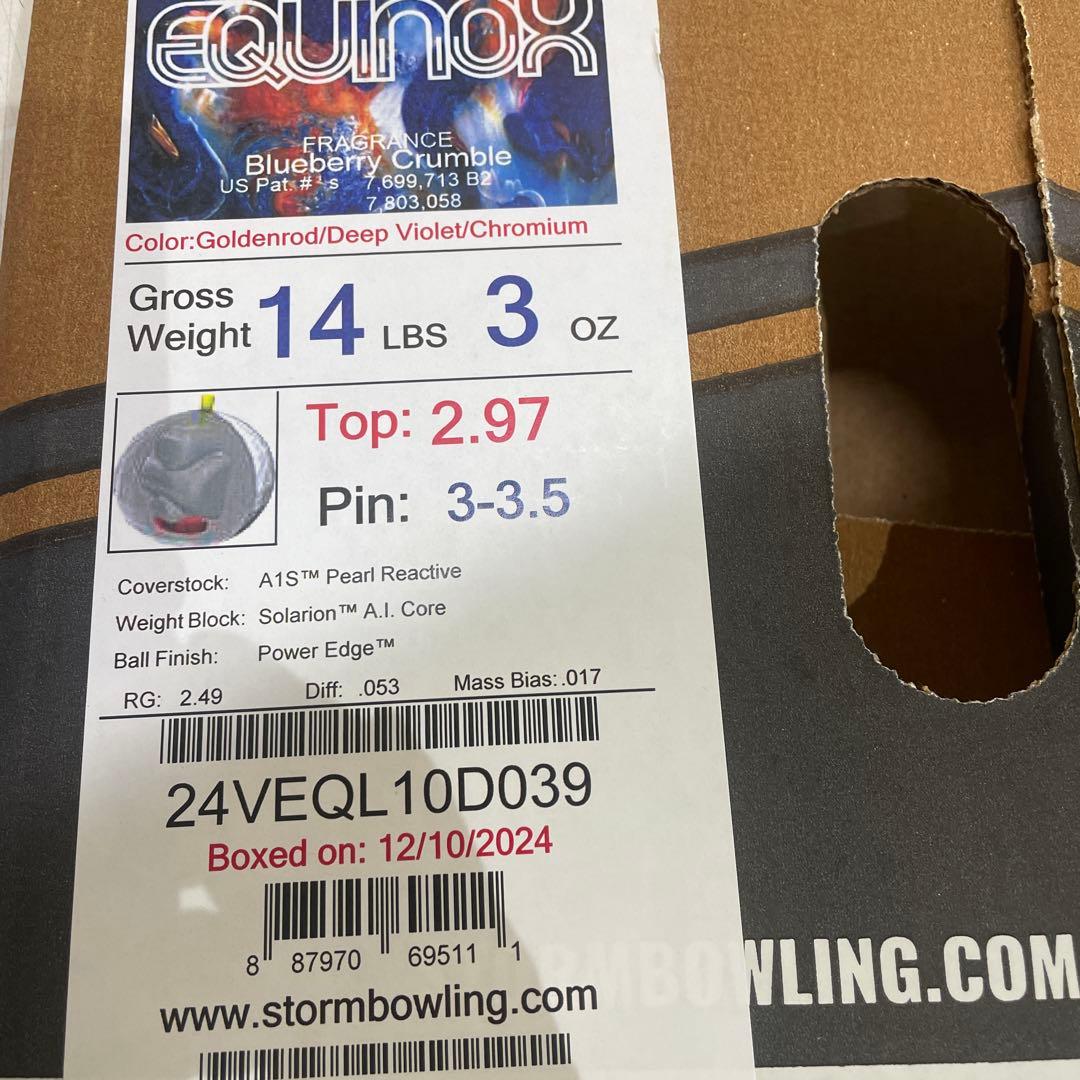 EQUINOX
FRAGRANCE
Blueberry Crumble
US Pat. # 's 7,699,713 B2
7,803,058
Color:Goldenrod/Deep Violet/Chromium
Gross Weight 14 LBS 3 OZ
Top: 2.97
Pin: 3-3.5
Coverstock: A1S™ Pearl Reactive
Weight Block: Solarion™ A.I. Core
Ball Finish: Power Edge™
RG: 2.49 Diff: .053 Mass Bias: .017
24VEQL10D039
Boxed on: 12/10/2024
8 87970 69511 1
www.stormbowling.com
RMBOWLING.COM